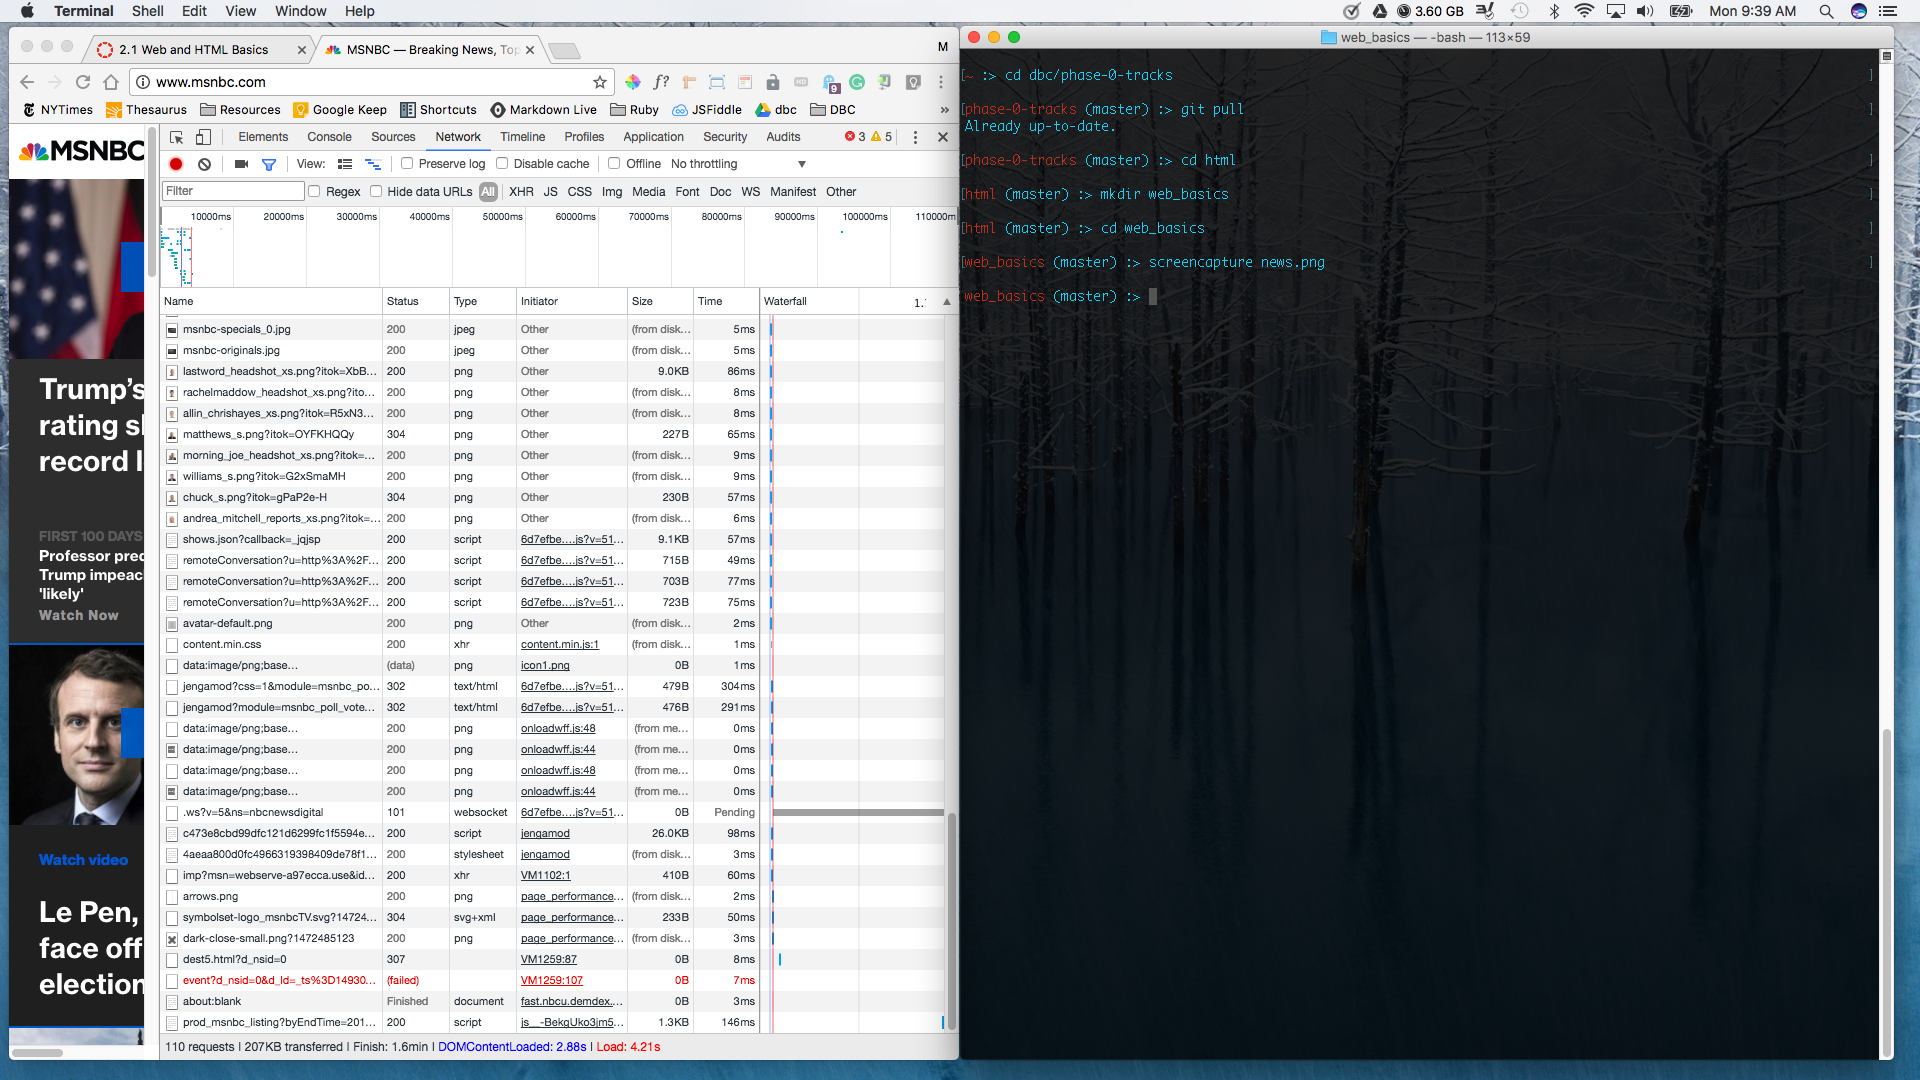 Terminal Shell Edit View Window Help
3.60 GB Mon 9:39 AM
2.1 Web and HTML Basics
MSNBC — Breaking News, Top
M
www.msnbc.com
f?
9
NYTimes Thesaurus Resources Google Keep Shortcuts Markdown Live Ruby JSFiddle dbc DBC »
MSNBC
Trump's
rating sl
record l
FIRST 100 DAYS
Professor pred
Trump impeac
'likely'
Watch Now
Watch video
Le Pen,
face off
election
Elements Console Sources Network Timeline Profiles Application Security Audits 3 5
View: Preserve log Disable cache Offline No throttling
Filter Regex Hide data URLs All XHR JS CSS Img Media Font Doc WS Manifest Other
10000ms 20000ms 30000ms 40000ms 50000ms 60000ms 70000ms 80000ms 90000ms 100000ms 110000m
Name Status Type Initiator Size Time Waterfall 1.
msnbc-specials_0.jpg 200 jpeg Other (from disk... 5ms
msnbc-originals.jpg 200 jpeg Other (from disk... 5ms
lastword_headshot_xs.png?itok=XbB... 200 png Other 9.0KB 86ms
rachelmaddow_headshot_xs.png?ito... 200 png Other (from disk... 8ms
allin_chrishayes_xs.png?itok=R5xN3... 200 png Other (from disk... 8ms
matthews_s.png?itok=OYFKHQQy 304 png Other 227B 65ms
morning_joe_headshot_xs.png?itok=... 200 png Other (from disk... 9ms
williams_s.png?itok=G2xSmaMH 200 png Other (from disk... 9ms
chuck_s.png?itok=gPaP2e-H 304 png Other 230B 57ms
andrea_mitchell_reports_xs.png?itok=... 200 png Other (from disk... 6ms
shows.json?callback=_jqjsp 200 script 6d7efbe....js?v=51... 9.1KB 57ms
remoteConversation?u=http%3A%2F... 200 script 6d7efbe....js?v=51... 715B 49ms
remoteConversation?u=http%3A%2F... 200 script 6d7efbe....js?v=51... 703B 77ms
remoteConversation?u=http%3A%2F... 200 script 6d7efbe....js?v=51... 723B 75ms
avatar-default.png 200 png Other (from disk... 2ms
content.min.css 200 xhr content.min.js:1 (from disk... 1ms
data:image/png;base... (data) png icon1.png 0B 1ms
jengamod?css=1&module=msnbc_po... 302 text/html 6d7efbe....js?v=51... 479B 304ms
jengamod?module=msnbc_poll_vote... 302 text/html 6d7efbe....js?v=51... 476B 291ms
data:image/png;base... 200 png onloadwff.js:48 (from me... 0ms
data:image/png;base... 200 png onloadwff.js:44 (from me... 0ms
data:image/png;base... 200 png onloadwff.js:48 (from me... 0ms
data:image/png;base... 200 png onloadwff.js:44 (from me... 0ms
.ws?v=5&ns=nbcnewsdigital 101 websocket 6d7efbe....js?v=51... 0B Pending
c473e8cbd99dfc121d6299fc1f5594e... 200 script jengamod 26.0KB 98ms
4aeaa800d0fc4966319398409de78f1... 200 stylesheet jengamod (from disk... 3ms
imp?msn=webserve-a97ecca.use&id... 200 xhr VM1102:1 410B 60ms
arrows.png 200 png page_performance... (from disk... 2ms
symbolset-logo_msnbcTV.svg?14724... 304 svg+xml page_performance... 233B 50ms
dark-close-small.png?1472485123 200 png page_performance... (from disk... 3ms
dest5.html?d_nsid=0 307 VM1259:87 0B 8ms
event?d_nsid=0&d_ld=_ts%3D14930... (failed) VM1259:107 0B 7ms
about:blank Finished document fast.nbcu.demdex.... 0B 3ms
prod_msnbc_listing?byEndTime=201... 200 script js__-BekgUko3jm5... 1.3KB 146ms
110 requests | 207KB transferred | Finish: 1.6min | DOMContentLoaded: 2.88s | Load: 4.21s
web_basics — -bash — 113×59
[~ :> cd dbc/phase-0-tracks ]
[phase-0-tracks (master) :> git pull ]
Already up-to-date.
[phase-0-tracks (master) :> cd html ]
[html (master) :> mkdir web_basics ]
[html (master) :> cd web_basics ]
[web_basics (master) :> screencapture news.png ]
web_basics (master) :>